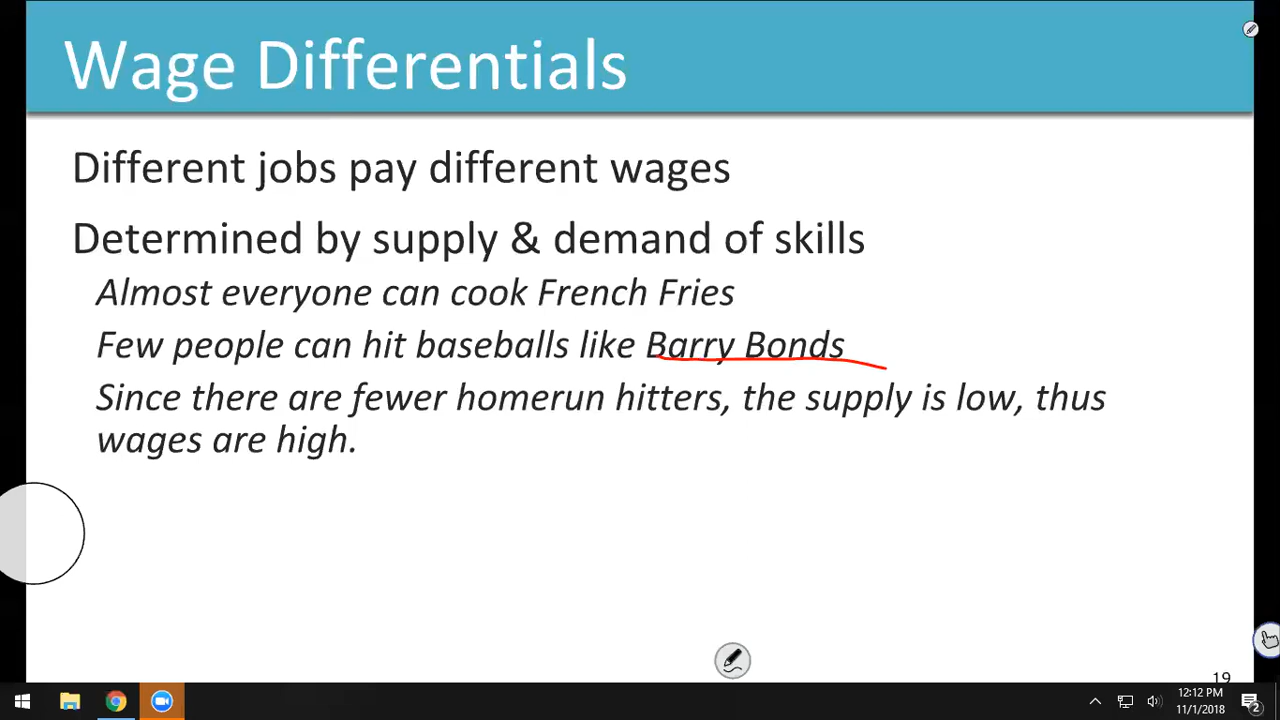 Wage Differentials
Different jobs pay different wages
Determined by supply & demand of skills
Almost everyone can cook French Fries
Few people can hit baseballs like Barry Bonds
Since there are fewer homerun hitters, the supply is low, thus
wages are high.
19
12:12 PM
11/1/2018
2